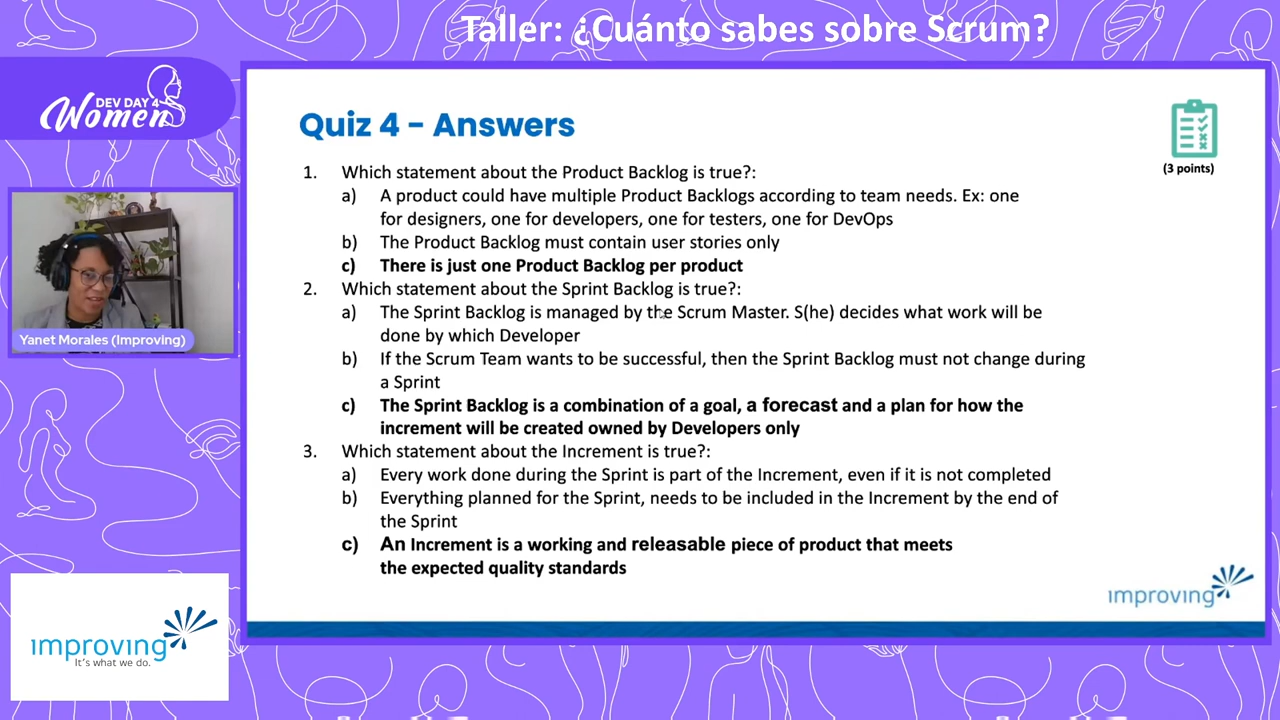 Taller: ¿Cuánto sabes sobre Scrum?
DEV DAY 4
Women
Quiz 4 – Answers
(3 points)
1. Which statement about the Product Backlog is true?:
a) A product could have multiple Product Backlogs according to team needs. Ex: one
for designers, one for developers, one for testers, one for DevOps
b) The Product Backlog must contain user stories only
c) There is just one Product Backlog per product
2. Which statement about the Sprint Backlog is true?:
a) The Sprint Backlog is managed by the Scrum Master. S(he) decides what work will be
done by which Developer
b) If the Scrum Team wants to be successful, then the Sprint Backlog must not change during
a Sprint
c) The Sprint Backlog is a combination of a goal, a forecast and a plan for how the
increment will be created owned by Developers only
3. Which statement about the Increment is true?:
a) Every work done during the Sprint is part of the Increment, even if it is not completed
b) Everything planned for the Sprint, needs to be included in the Increment by the end of
the Sprint
c) An Increment is a working and releasable piece of product that meets
the expected quality standards
improving
Yanet Morales (Improving)
improving
It's what we do.